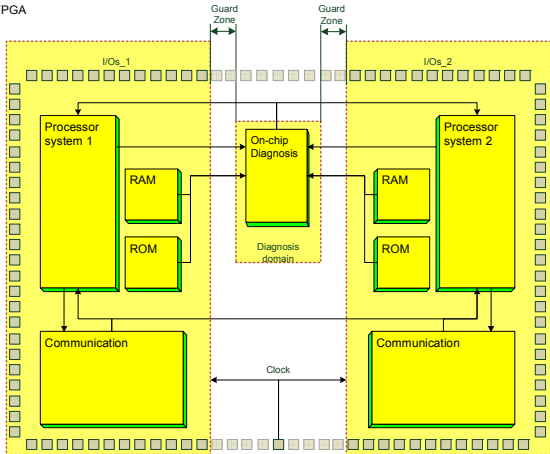 FPGA
Guard
Zone
Guard
Zone
I/Os_1
I/Os_2
Processor
system 1
On-chip
Diagnosis
Processor
system 2
RAM
RAM
ROM
ROM
Diagnosis
domain
Communication
Communication
Clock